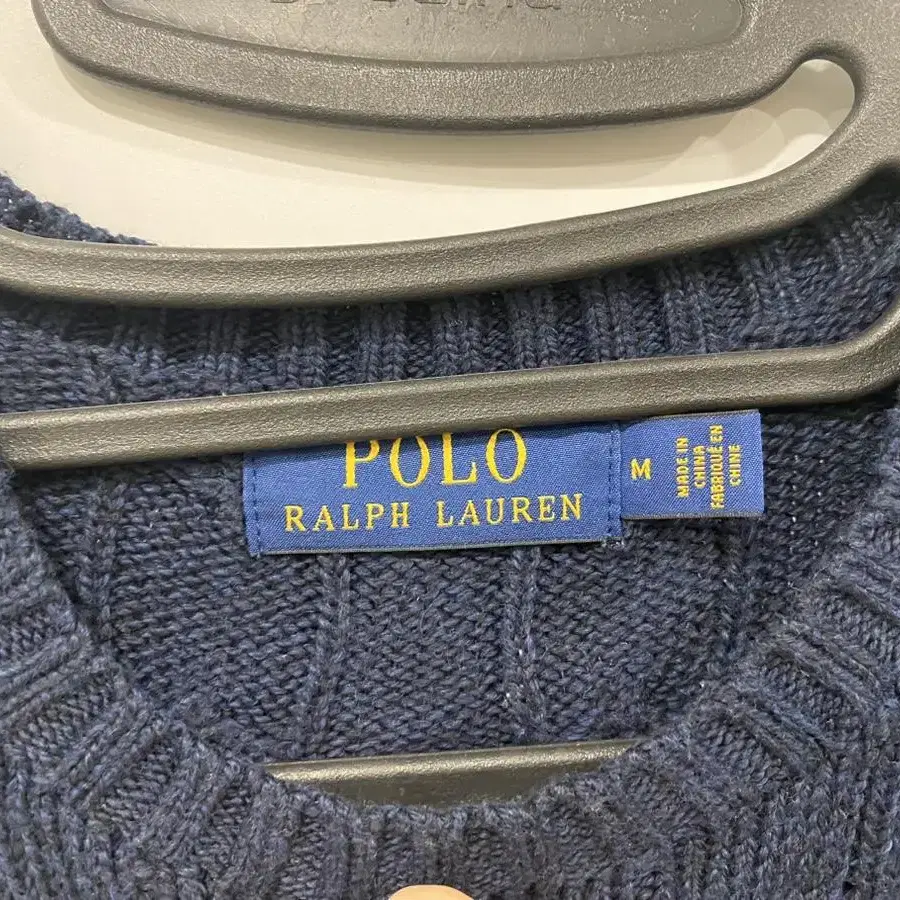 POLO
RALPH LAUREN
M
MADE IN
CHINA
FABRIQUÉ EN
CHINE